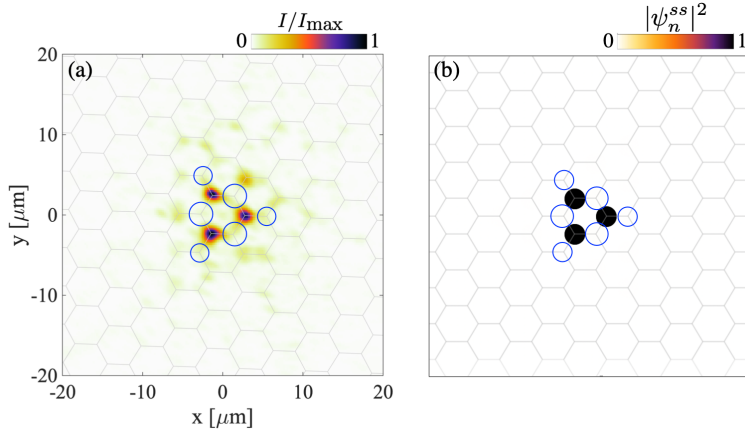 I/I_max
0 1
|ψ_n^{ss}|^2
0 1
(a)
(b)
20
10
0
-10
-20
y [μm]
-20 -10 0 10 20
x [μm]